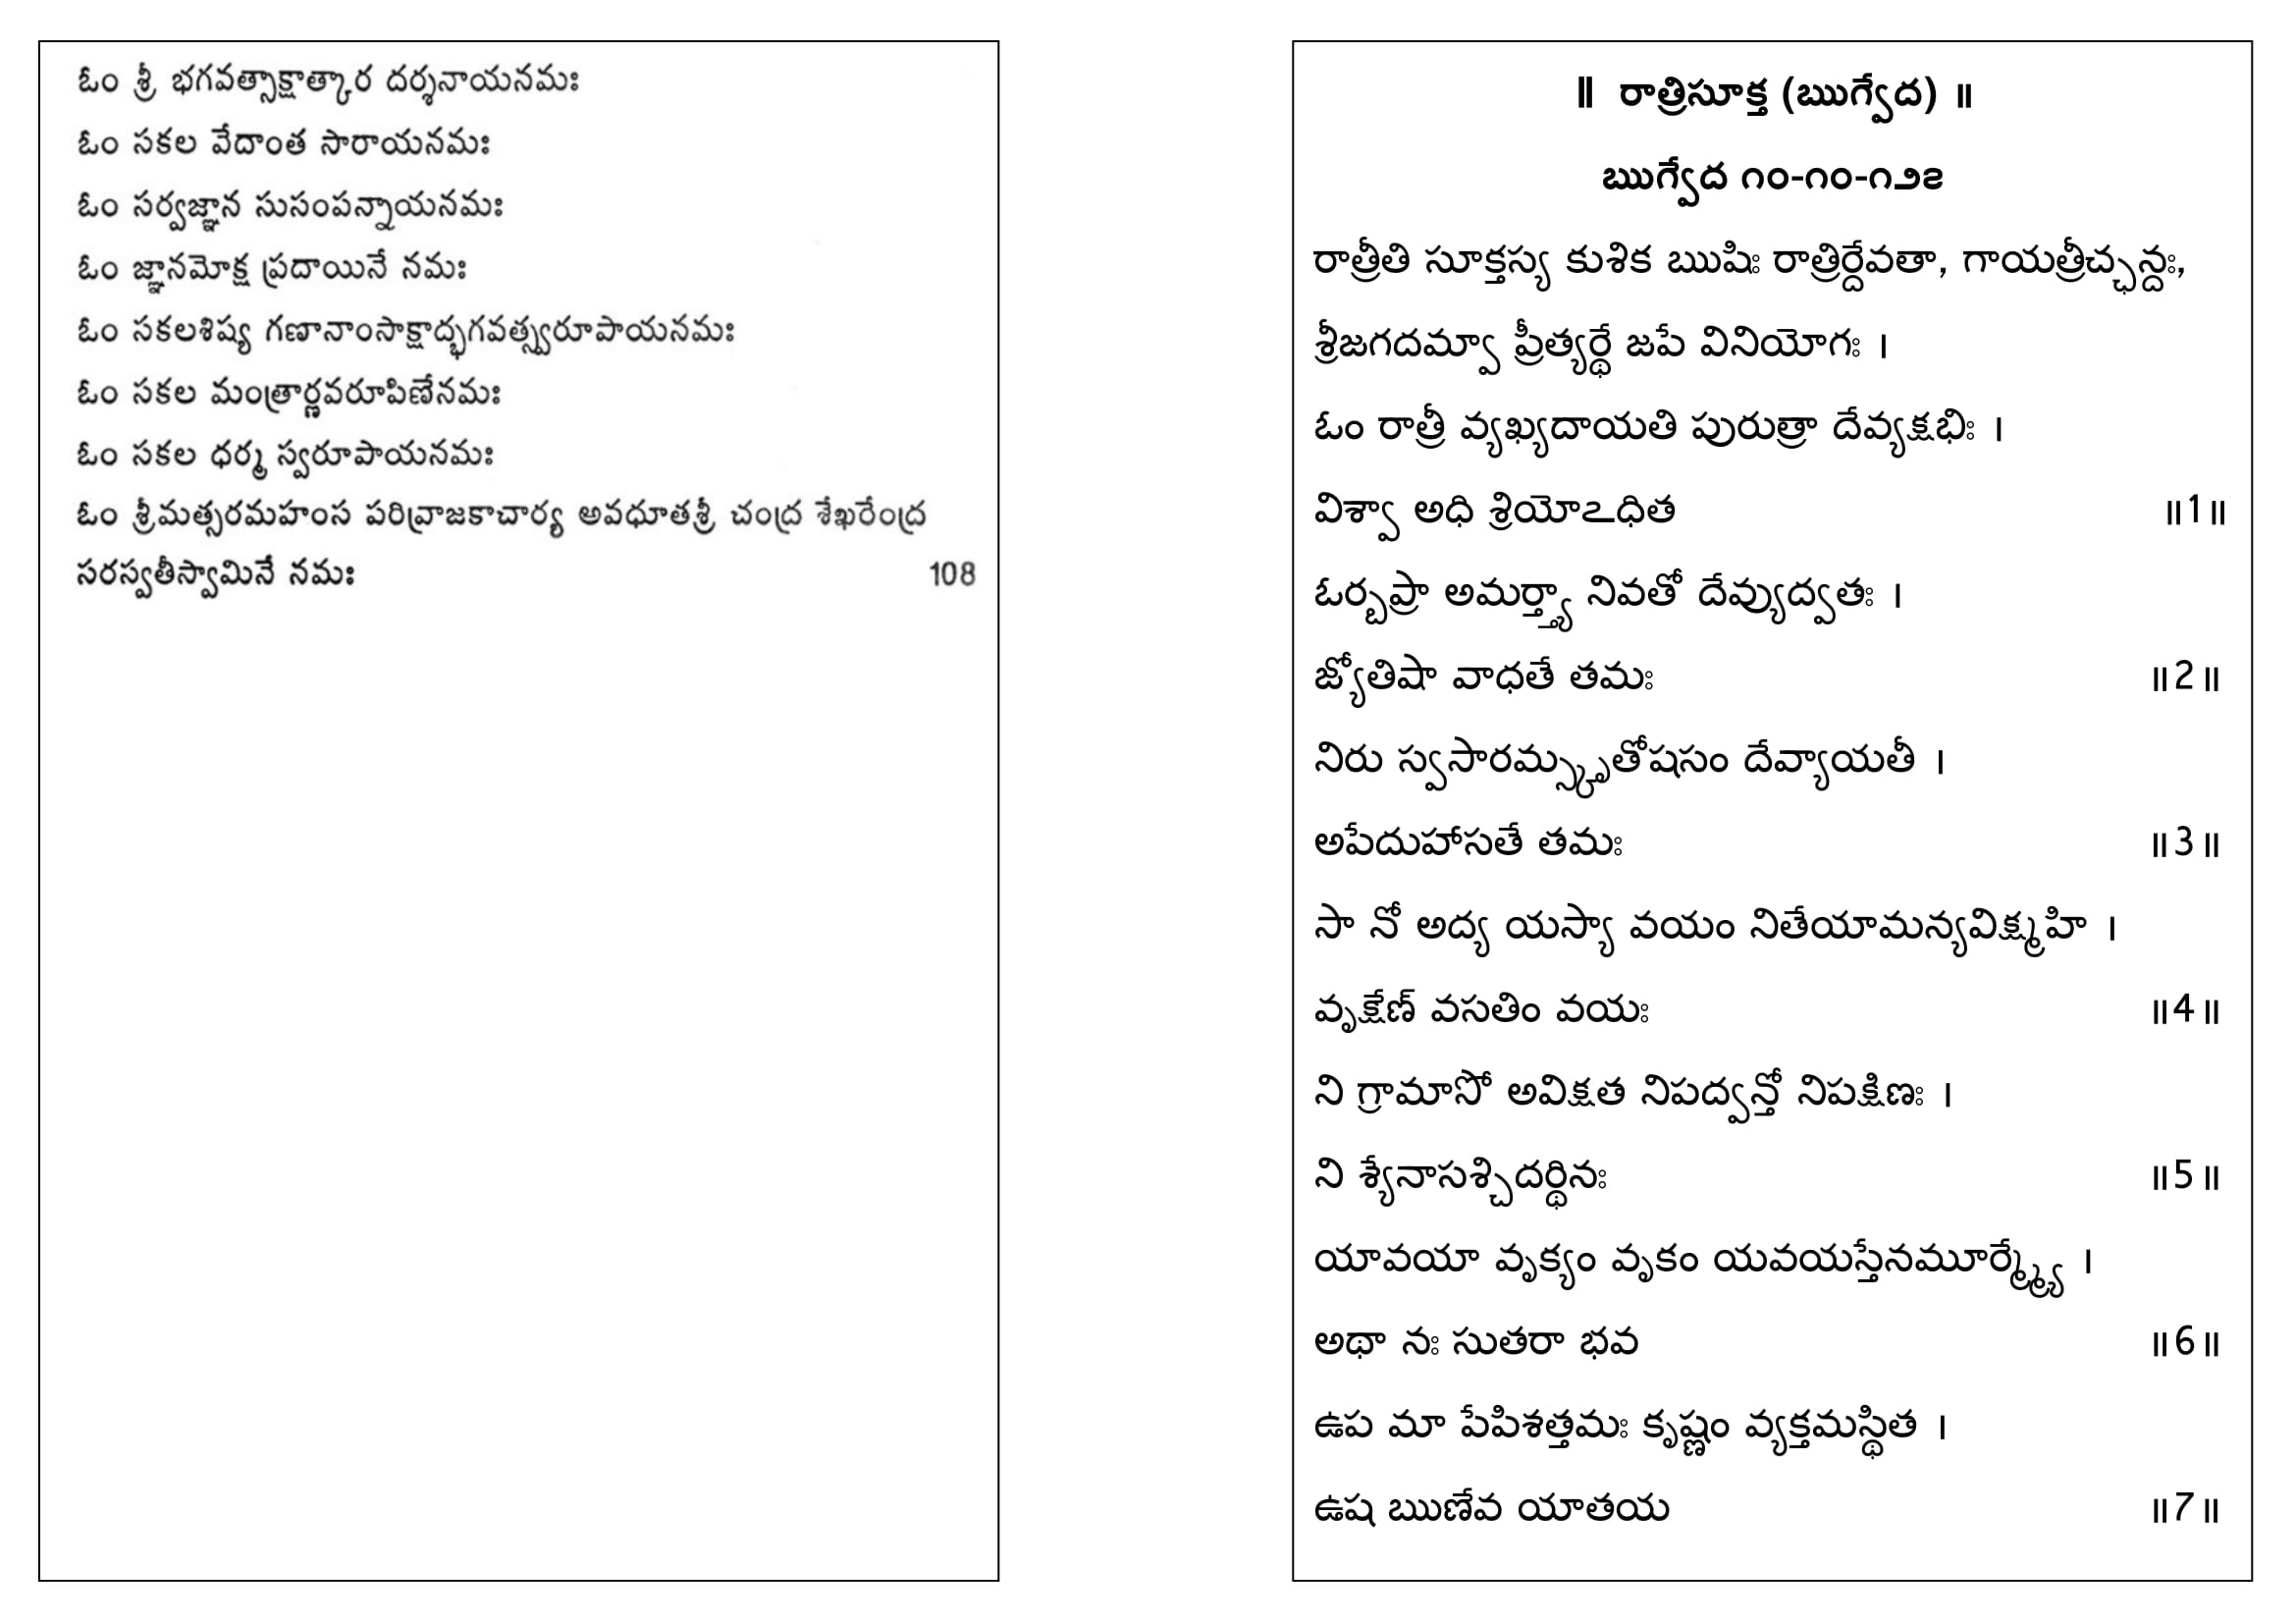 ఓం శ్రీ భగవత్సాక్షాత్కార దర్శనాయనమః
ఓం సకల వేదాంత సారాయనమః
ఓం సర్వజ్ఞాన సుసంపన్నాయనమః
ఓం జ్ఞానమోక్ష ప్రదాయినే నమః
ఓం సకలశిష్య గణానాంసాక్షాద్భగవత్స్వరూపాయనమః
ఓం సకల మంత్రార్ణవరూపిణేనమః
ఓం సకల ధర్మ స్వరూపాయనమః
ఓం శ్రీమత్పరమహంస పరివ్రాజకాచార్య అవధూతశ్రీ చంద్ర శేఖరేంద్ర
సరస్వతీస్వామినే నమః 108
॥ రాత్రిసూక్త (ఋగ్వేద) ॥
ఋగ్వేద ౧౦-౧౦-౧౨౭
రాత్రీతి సూక్తస్య కుశిక ఋషిః రాత్రిర్దేవతా, గాయత్రీచ్ఛన్దః,
శ్రీజగదమ్వా ప్రీత్యర్థే జపే వినియోగః ।
ఓం రాత్రీ వ్యఖ్యదాయతి పురుత్రా దేవ్యక్షభిః ।
విశ్వా అధి శ్రియోఽధిత ॥1॥
ఓర్బప్రా అమర్త్యా నివతో దేవ్యుద్వతః ।
జ్యోతిషా వాధతే తమః ॥2॥
నిరు స్వసారమ్స్కృతోషసం దేవ్యాయతీ ।
అపేదుహాసతే తమః ॥3॥
సా నో అద్య యస్యా వయం నితేయామన్యవిక్ష్మహి ।
వృక్షేణ్ వసతిం వయః ॥4॥
ని గ్రామాసో అవిక్షత నిపద్వన్తో నిపక్షిణః ।
ని శ్యేనాసశ్చిదర్థినః ॥5॥
యావయా వృక్యం వృకం యవయస్తేనమూర్మ్మ్యే ।
అథా నః సుతరా భవ ॥6॥
ఉప మా పేపిశత్తమః కృష్ణం వ్యక్తమస్థిత ।
ఉష ఋణేవ యాతయ ॥7॥